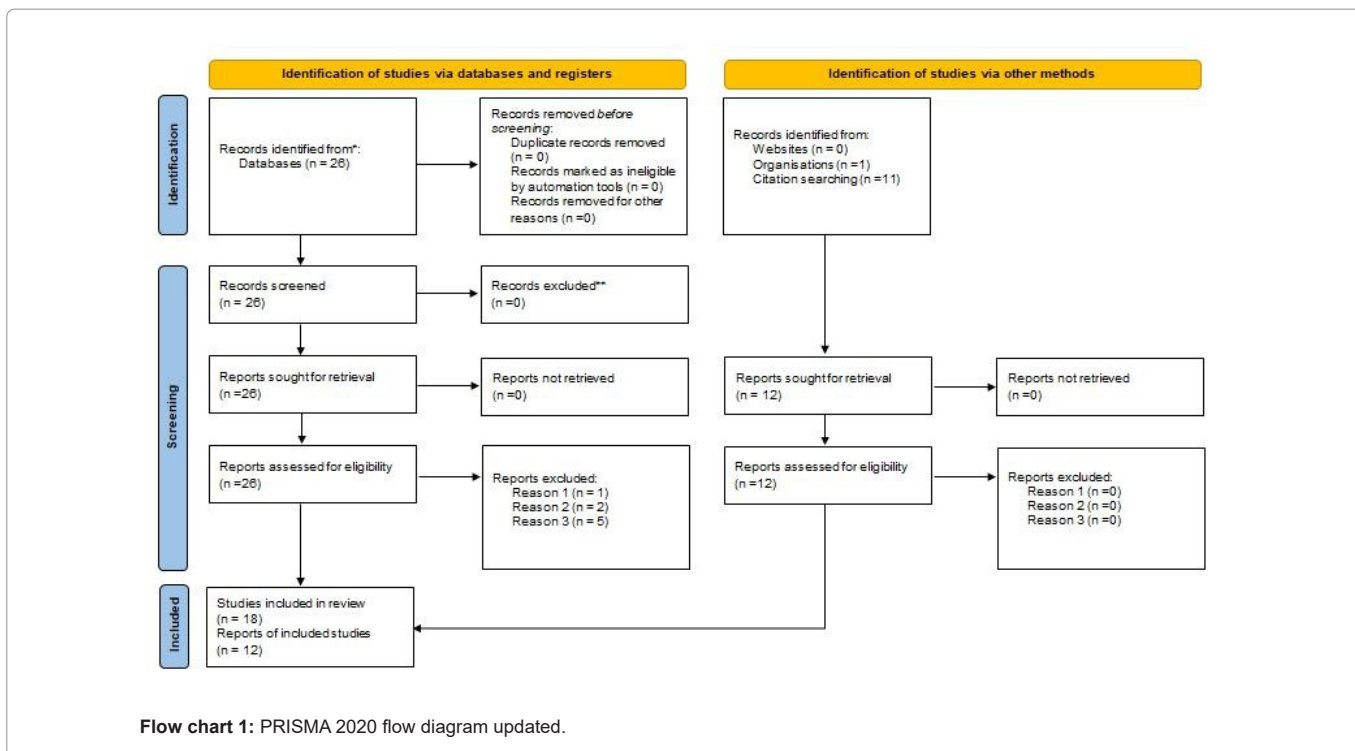 Identification of studies via databases and registers
Identification of studies via other methods
Identification
Records identified from*:
Databases (n = 26)
Records removed before
screening:
Duplicate records removed
(n = 0)
Records marked as ineligible
by automation tools (n = 0)
Records removed for other
reasons (n =0)
Records identified from:
Websites (n = 0)
Organisations (n =1)
Citation searching (n =11)
Screening
Records screened
(n = 26)
Records excluded**
(n =0)
Reports sought for retrieval
(n =26)
Reports not retrieved
(n =0)
Reports sought for retrieval
(n = 12)
Reports not retrieved
(n =0)
Reports assessed for eligibility
(n =26)
Reports excluded:
Reason 1 (n = 1)
Reason 2 (n = 2)
Reason 3 (n = 5)
Reports assessed for eligibility
(n =12)
Reports excluded:
Reason 1 (n =0)
Reason 2 (n =0)
Reason 3 (n =0)
Included
Studies included in review
(n = 18)
Reports of included studies
(n = 12)
Flow chart 1: PRISMA 2020 flow diagram updated.